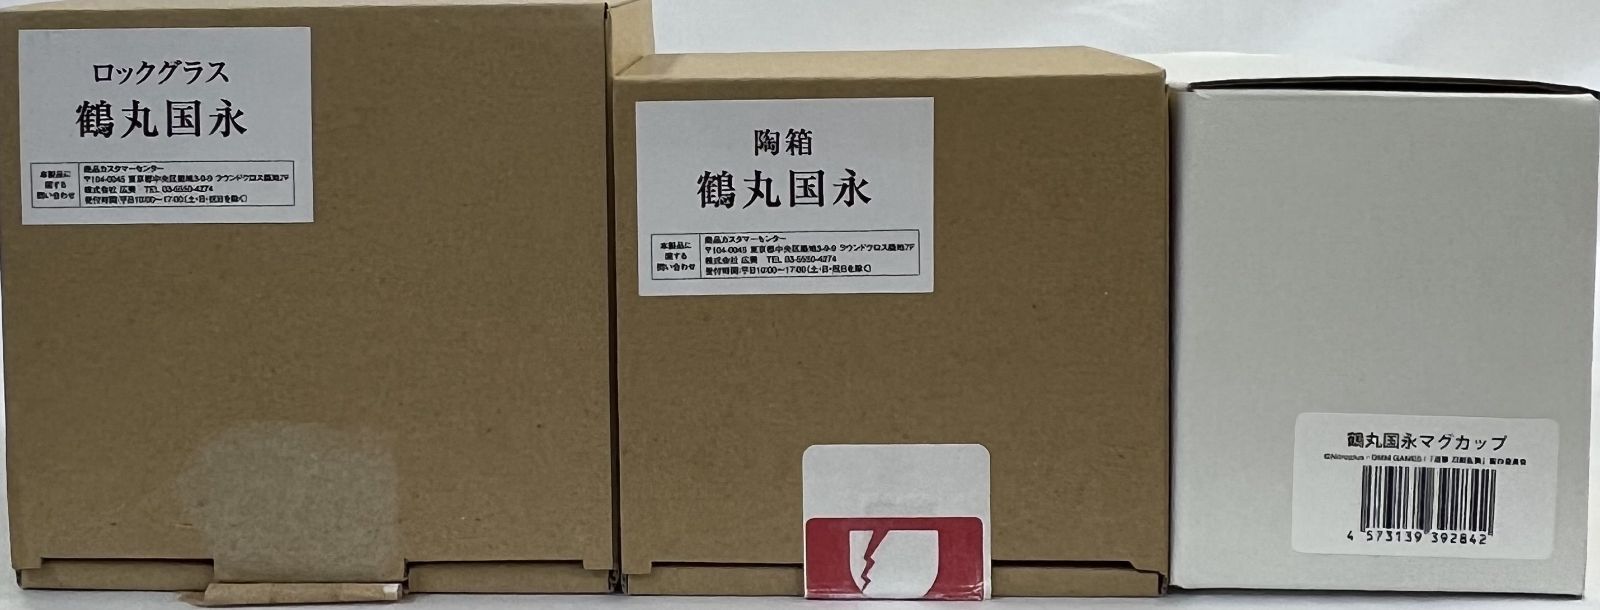 ロックグラス
鶴丸国永
本製品に
関する
問い合わせ
商品カスタマーセンター
〒104-0045 東京都中央区築地3-9-9 ラウンドクロス築地7F
株式会社 広美 TEL 03-5550-4274
受付時間/平日10:00～17:00(土・日・祝日を除く)
陶箱
鶴丸国永
本製品に
関する
問い合わせ
商品カスタマーセンター
〒104-0045 東京都中央区築地3-9-9 ラウンドクロス築地7F
株式会社 広美 TEL 03-5550-4274
受付時間/平日10:00～17:00(土・日・祝日を除く)
鶴丸国永マグカップ
4 573139 392842